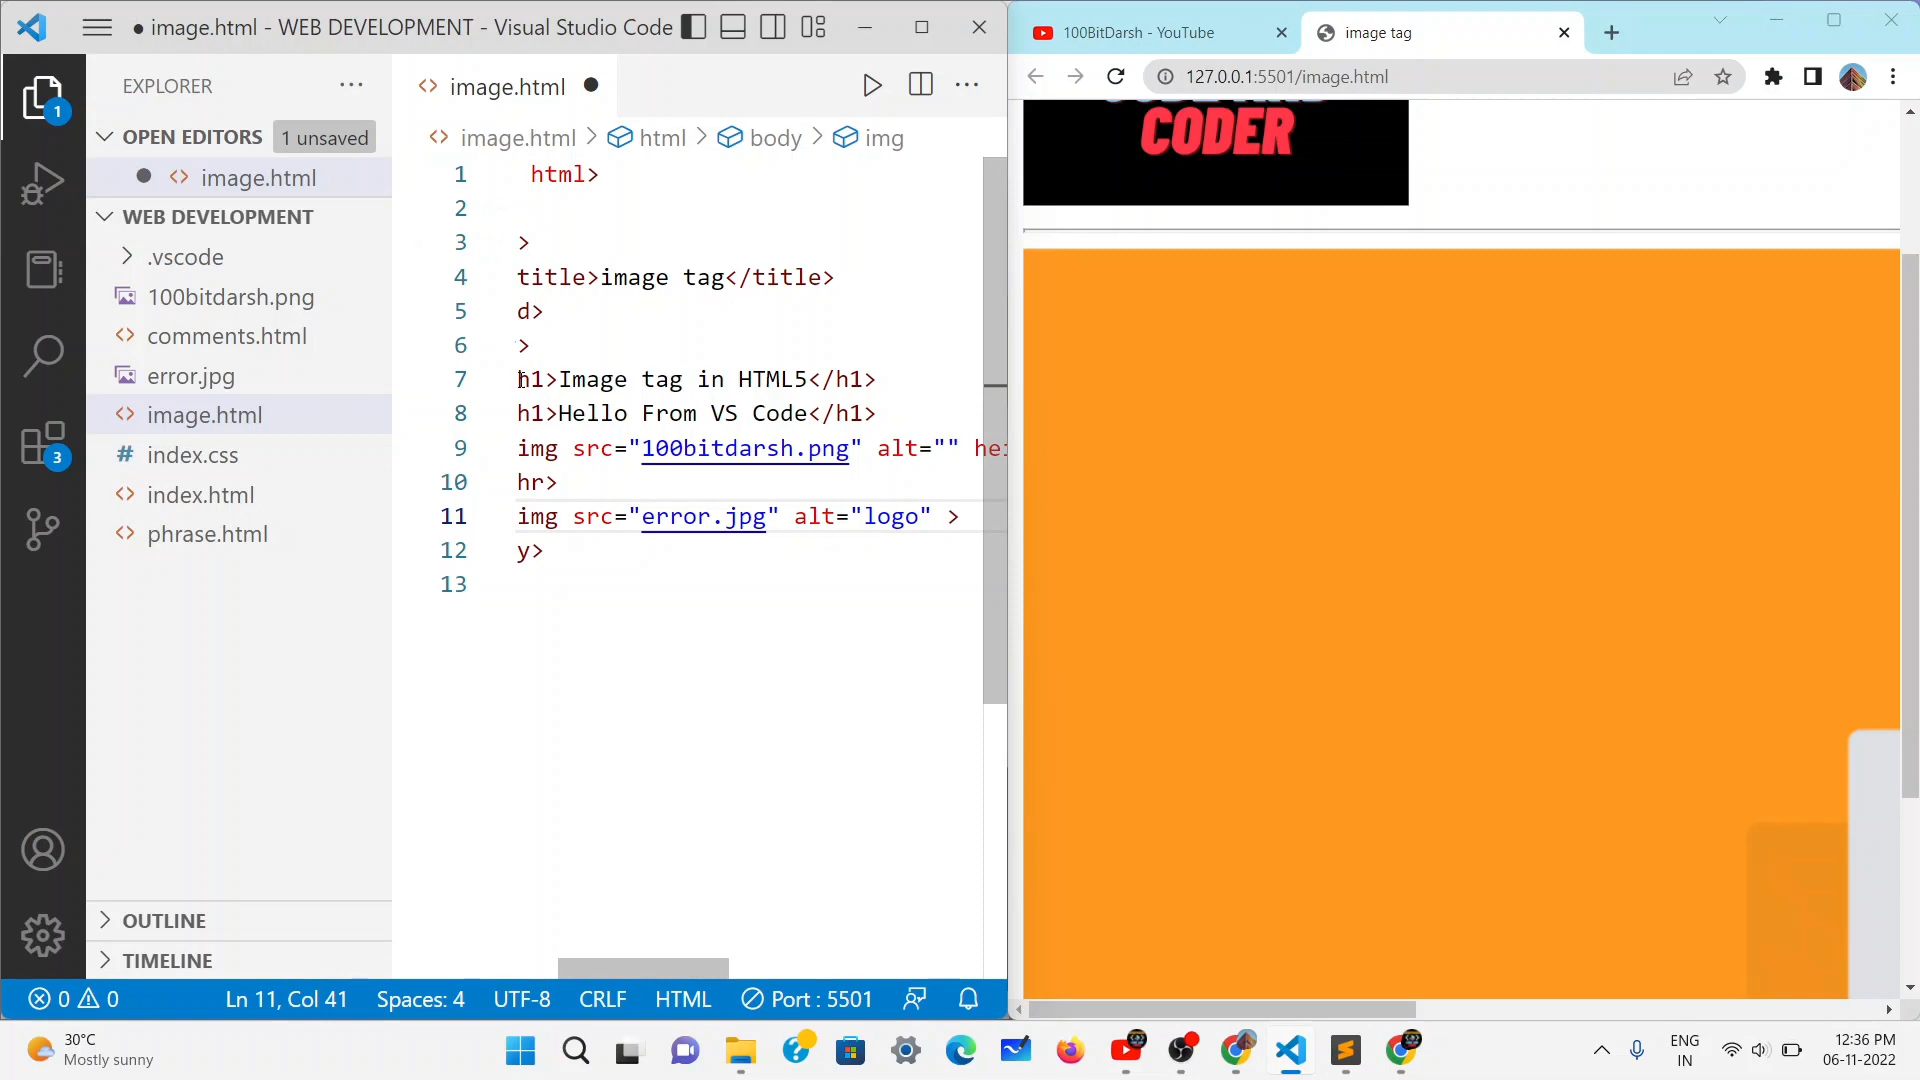 ● image.html - WEB DEVELOPMENT - Visual Studio Code
EXPLORER
OPEN EDITORS 1 unsaved
image.html
WEB DEVELOPMENT
.vscode
100bitdarsh.png
comments.html
error.jpg
image.html
index.css
index.html
phrase.html
OUTLINE
TIMELINE
1
3
image.html
image.html > html > body > img
1 html>
2
3 >
4 title>image tag</title>
5 d>
6 >
7 h1>Image tag in HTML5</h1>
8 h1>Hello From VS Code</h1>
9 img src="100bitdarsh.png" alt="" hei
10 hr>
11 img src="error.jpg" alt="logo" >
12 y>
13
0 0 Ln 11, Col 41 Spaces: 4 UTF-8 CRLF HTML Port : 5501
100BitDarsh - YouTube
image tag
127.0.0.1:5501/image.html
CODER
30°C
Mostly sunny
ENG
IN
12:36 PM
06-11-2022